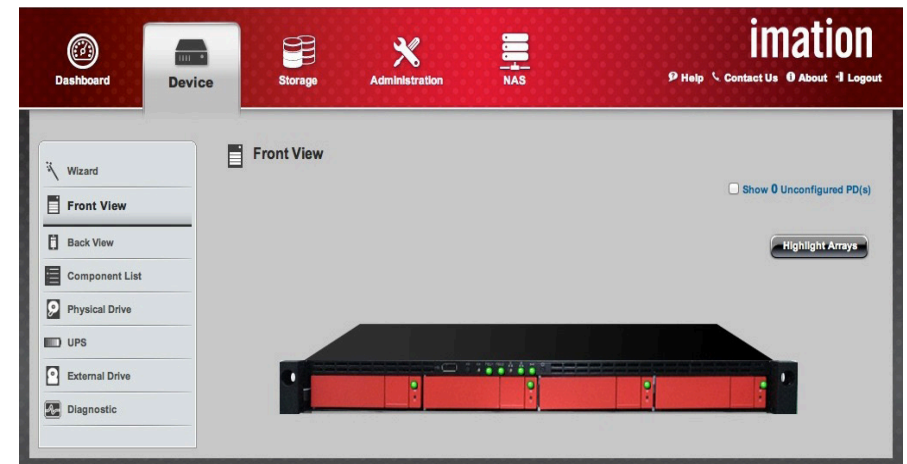 imation
Dashboard
Device
Storage
Administration
NAS
Help Contact Us About Logout
Wizard
Front View
Back View
Component List
Physical Drive
UPS
External Drive
Diagnostic
Front View
Show 0 Unconfigured PD(s)
Highlight Arrays